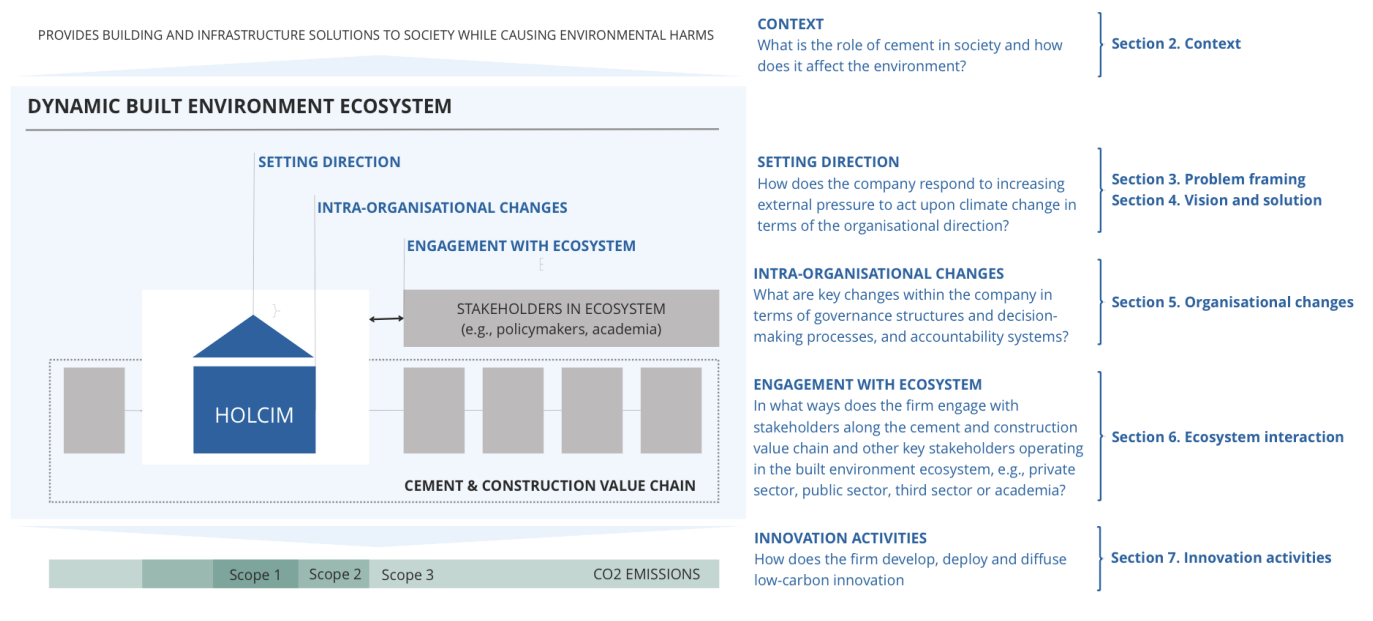 PROVIDES BUILDING AND INFRASTRUCTURE SOLUTIONS TO SOCIETY WHILE CAUSING ENVIRONMENTAL HARMS
DYNAMIC BUILT ENVIRONMENT ECOSYSTEM
SETTING DIRECTION
INTRA-ORGANISATIONAL CHANGES
ENGAGEMENT WITH ECOSYSTEM
STAKEHOLDERS IN ECOSYSTEM
(e.g., policymakers, academia)
HOLCIM
CEMENT & CONSTRUCTION VALUE CHAIN
Scope 1
Scope 2
Scope 3
CO2 EMISSIONS
CONTEXT
What is the role of cement in society and how
does it affect the environment?
Section 2. Context
SETTING DIRECTION
How does the company respond to increasing
external pressure to act upon climate change in
terms of the organisational direction?
Section 3. Problem framing
Section 4. Vision and solution
INTRA-ORGANISATIONAL CHANGES
What are key changes within the company in
terms of governance structures and decision-
making processes, and accountability systems?
Section 5. Organisational changes
ENGAGEMENT WITH ECOSYSTEM
In what ways does the firm engage with
stakeholders along the cement and construction
value chain and other key stakeholders operating
in the built environment ecosystem, e.g., private
sector, public sector, third sector or academia?
Section 6. Ecosystem interaction
INNOVATION ACTIVITIES
How does the firm develop, deploy and diffuse
low-carbon innovation
Section 7. Innovation activities